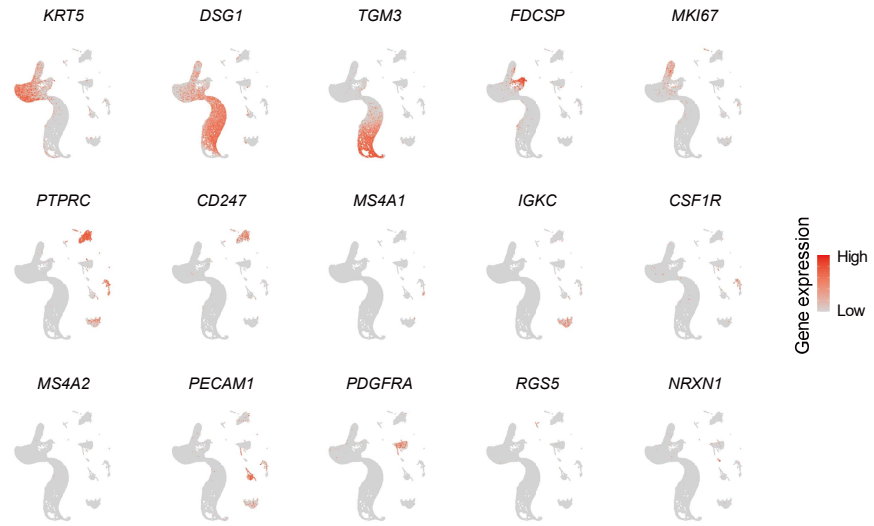 KRT5 DSG1 TGM3 FDCSP MKI67
PTPRC CD247 MS4A1 IGKC CSF1R
Gene expression
High
Low
MS4A2 PECAM1 PDGFRA RGS5 NRXN1